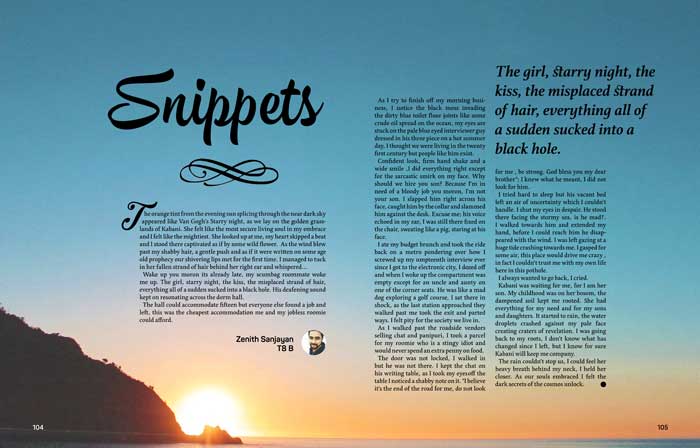 Snippets
The orange tint from the evening sun splicing through the near dark sky
appeared like Van Gogh's Starry night, as we lay on the golden grass-
lands of Kabani. She felt like the most secure living soul in my embrace
and I felt like the mightiest. She looked up at me, my heart skipped a beat
and I stood there captivated as if by some wild flower. As the wind blew
past my shabby hair, a gentle push and as if it were written on some age
old prophecy our shivering lips met for the first time. I managed to tuck
in her fallen strand of hair behind her right ear and whispered...
Wake up you moron its already late, my scumbag roommate woke
me up. The girl, starry night, the kiss, the misplaced strand of hair,
everything all of a sudden sucked into a black hole. His deafening sound
kept on resonating across the dorm hall.
The hall could accommodate fifteen but everyone else found a job and
left, this was the cheapest accommodation me and my jobless roomie
could afford.
Zenith Sanjayan
T8 B
104
As I try to finish off my morning busi-
ness, I notice the black moss invading
the dirty blue toilet floor joints like some
crude oil spread on the ocean, my eyes are
stuck on the pale blue eyed interviewer guy
dressed in his three piece on a hot summer
day, I thought we were living in the twenty
first century but people like him exist.
Confident look, firm hand shake and a
wide smile .I did everything right except
for the sarcastic smirk on my face. Why
should we hire you son? Because I'm in
need of a bloody job you moron, I'm not
your son. I slapped him right across his
face, caught him by the collar and slammed
him against the desk. Excuse me; his voice
echoed in my ear, I was still there fixed on
the chair, sweating like a pig, staring at his
face.
I ate my budget brunch and took the ride
back on a metro pondering over how I
screwed up my nonpteenth interview ever
since I got to the electronic city, I dozed off
and when I woke up the compartment was
empty except for an uncle and aunty on
one of the corner seats. He was like a mad
dog exploring a golf course. I sat there in
shock, as the last station approached they
walked past me took the exit and parted
ways. I felt pity for the society we live in.
As I walked past the roadside vendors
selling chat and panipuri, I took a parcel
for my roomie who is a stingy idiot and
would never spend an extra penny on food.
The door was not locked, I walked in
but he was not there. I kept the chat on
his writing table, as I took my eyes off the
table I noticed a shabby note on it. "I believe
it's the end of the road for me, do not look
The girl, starry night, the
kiss, the misplaced strand
of hair, everything all of
a sudden sucked into a
black hole.
for me , be strong. God bless you my dear
brother"; I knew what he meant, I did not
look for him.
I tried hard to sleep but his vacant bed
left an air of uncertainty which I couldn't
handle. I shut my eyes in despair. He stood
there facing the stormy sea, is he mad?.
I walked towards him and extended my
hand, before I could reach him he disap-
peared with the wind. I was left gazing at a
huge tide crashing towards me. I gasped for
some air, this place would drive me crazy ,
in fact I couldn't trust me with my own life
here in this pothole.
I always wanted to go back, I cried.
Kabani was waiting for me, for I am her
son. My childhood was on her bosom, the
dampened soil kept me rooted. She had
everything for my need and for my sons
and daughters. It started to rain, the water
droplets crashed against my pale face
creating craters of revelation. I was going
back to my roots, I don't know what has
changed since I left, but I know for sure
Kabani will keep me company.
The rain couldn't stop us, I could feel her
heavy breath behind my neck, I held her
closer. As our souls embraced I felt the
dark secrets of the cosmos unlock.
105